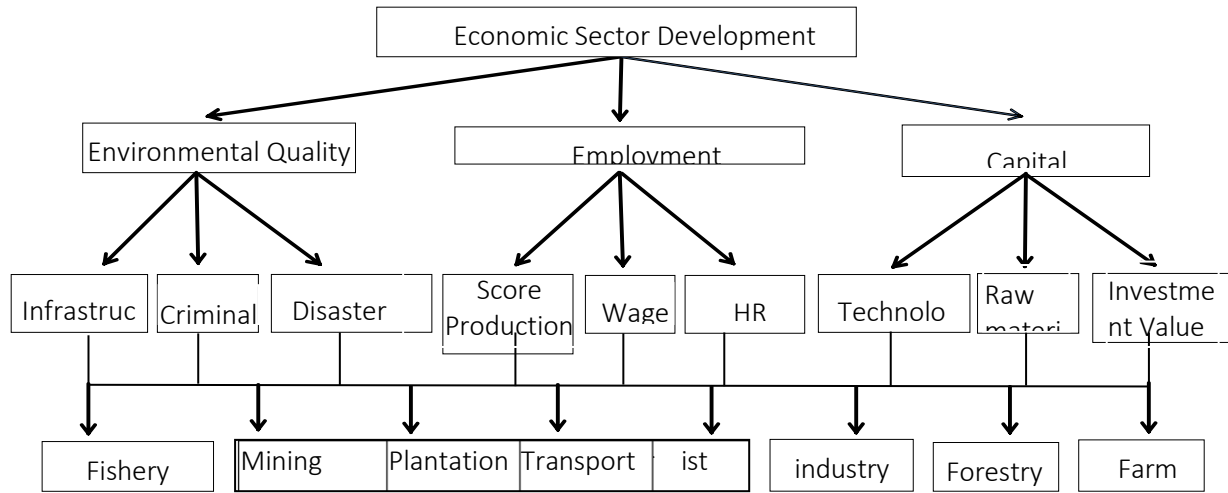 Economic Sector Development
Environmental Quality
Employment
Capital
Infrastruc
Criminal
Disaster
Score
Production
Wage
HR
Technolo
Raw
materi
Investme
nt Value
Fishery
Mining
Plantation
Transport
ist
industry
Forestry
Farm